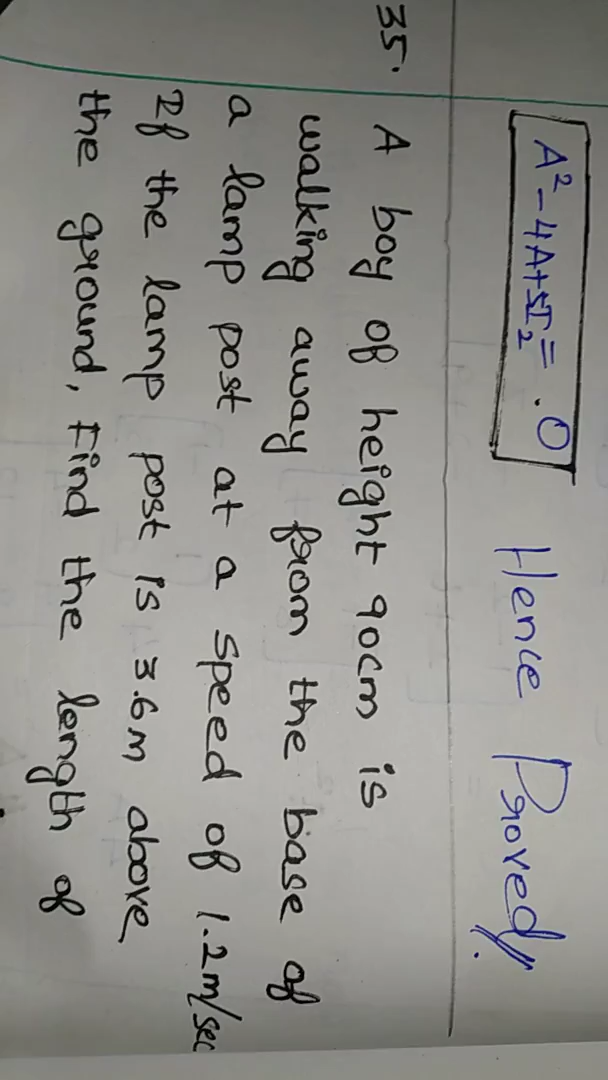 A² - 4A + 5I₂ = . O Hence Proved//.
35. A boy of height 90cm is
walking away from the base of
a lamp post at a speed of 1.2m/sec
If the lamp post is 3.6m above
the ground, Find the length of